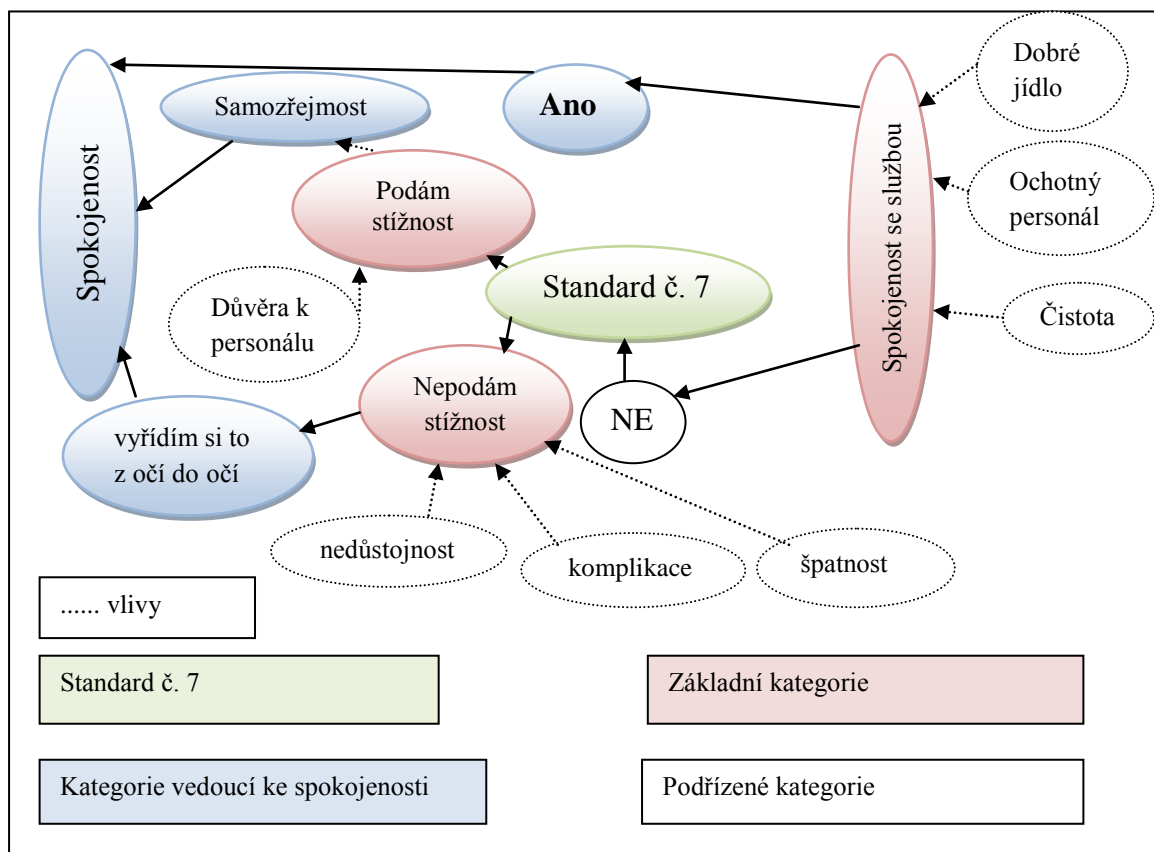 Dobré
jídlo
Samozřejmost
Ano
Spokojenost
Podám
stížnost
Ochotný
personál
Spokojenost se službou
Standard č. 7
Důvěra k
personálu
Čistota
Nepodám
stížnost
NE
vyřídím si to
z očí do očí
nedůstojnost
komplikace
špatnost
...... vlivy
Standard č. 7
Základní kategorie
Kategorie vedoucí ke spokojenosti
Podřízené kategorie